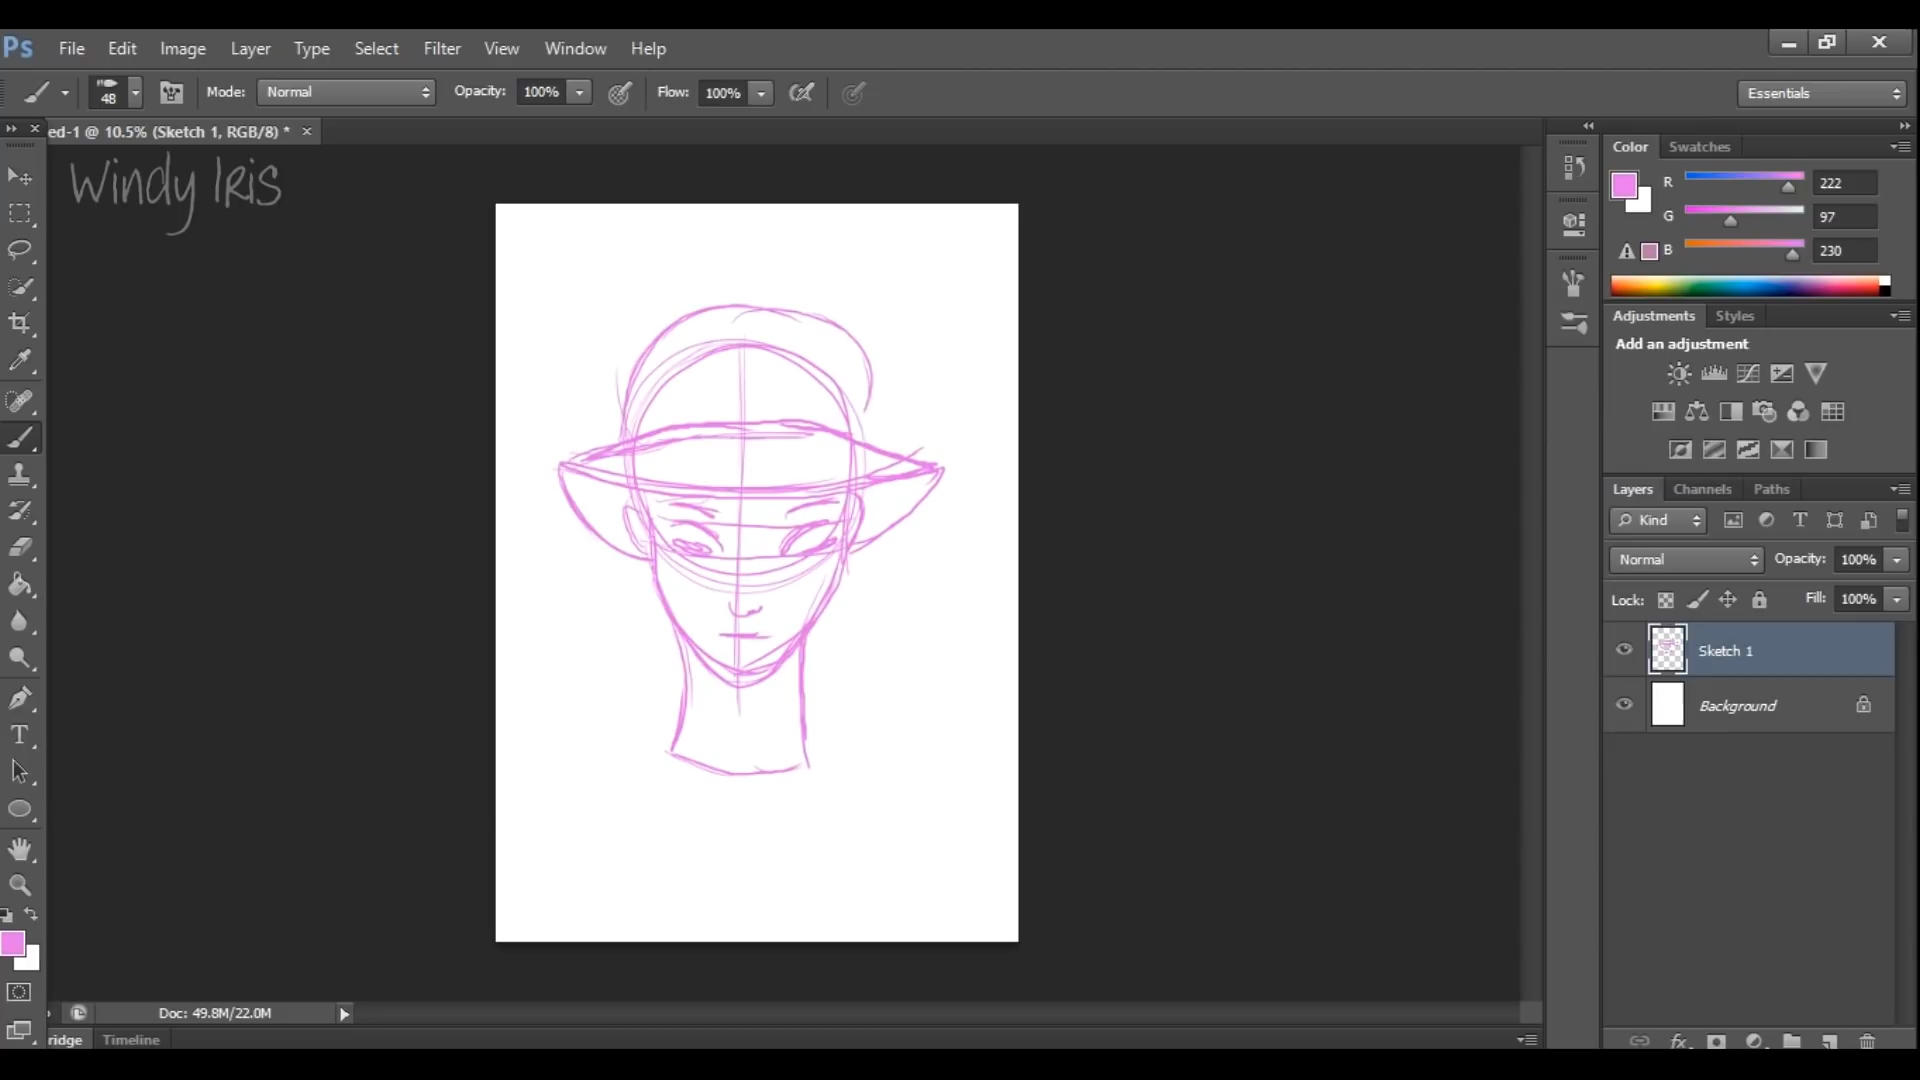 Ps File Edit Image Layer Type Select Filter View Window Help
48 Mode: Normal Opacity: 100% Flow: 100% Essentials
ed-1 @ 10.5% (Sketch 1, RGB/8) * ×
Windy Iris
Color Swatches
R 222
G 97
B 230
Adjustments Styles
Add an adjustment
Layers Channels Paths
Kind
Normal Opacity: 100%
Lock: Fill: 100%
Sketch 1
Background
Doc: 49.8M/22.0M
ridge Timeline